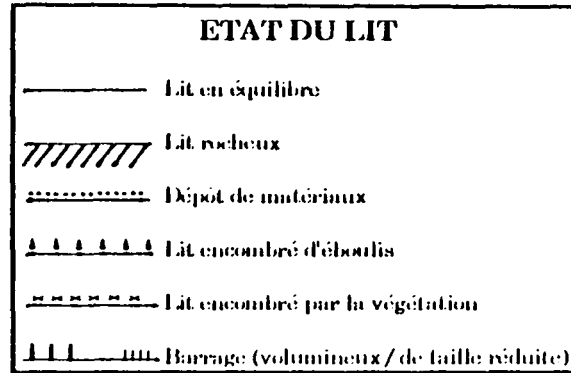 ETAT DU LIT
Lit en équilibre
Lit rocheux
Dépôt de matériaux
Lit encombré d'éboulis
Lit encombré par la végétation
Barrage (volumineux/de taille réduite)